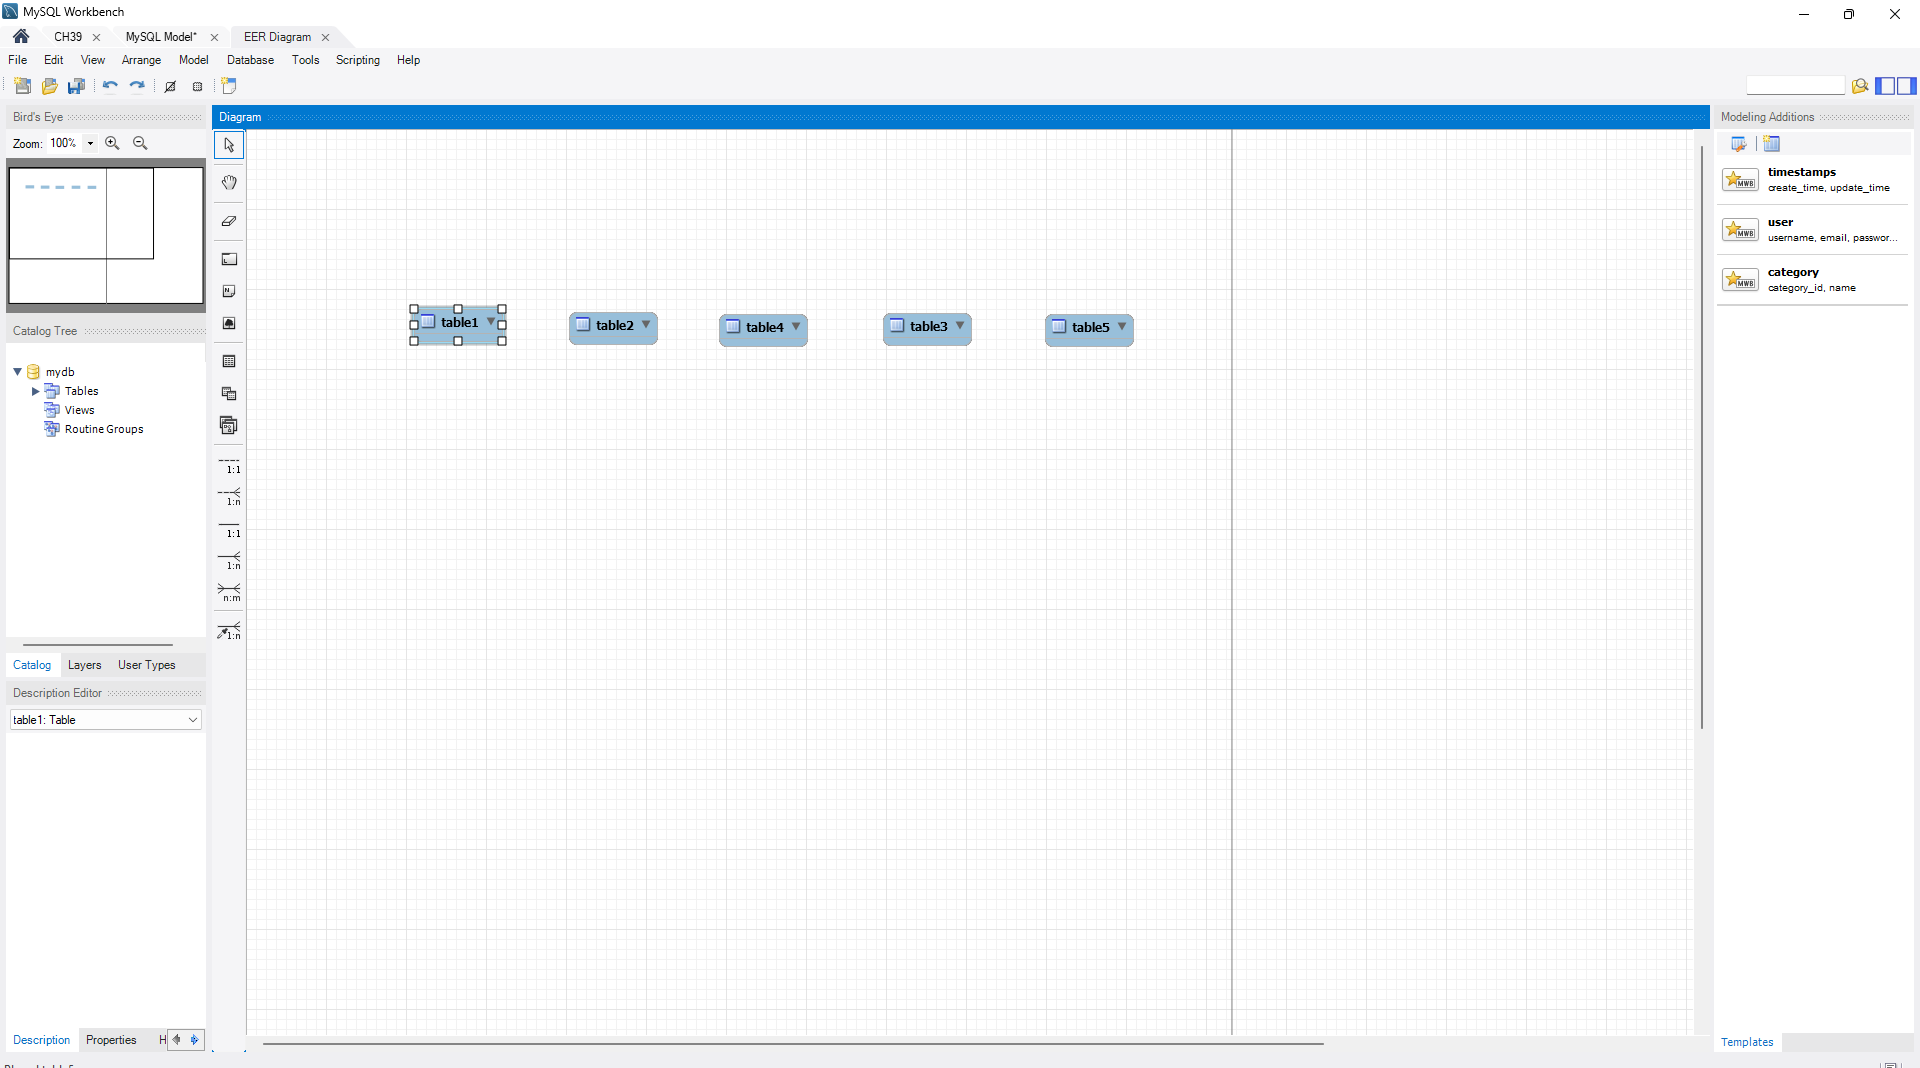 MySQL Workbench
CH39
MySQL Model*
EER Diagram
File Edit View Arrange Model Database Tools Scripting Help
Bird's Eye
Zoom: 100%
Catalog Tree
mydb
Tables
Views
Routine Groups
Catalog Layers User Types
Description Editor
table1: Table
Description Properties H
Diagram
1:1
1:n
1:1
1:n
n:m
1:n
table1
table2
table4
table3
table5
Modeling Additions
MWB
timestamps
create_time, update_time
MWB
user
username, email, passwor...
MWB
category
category_id, name
Templates